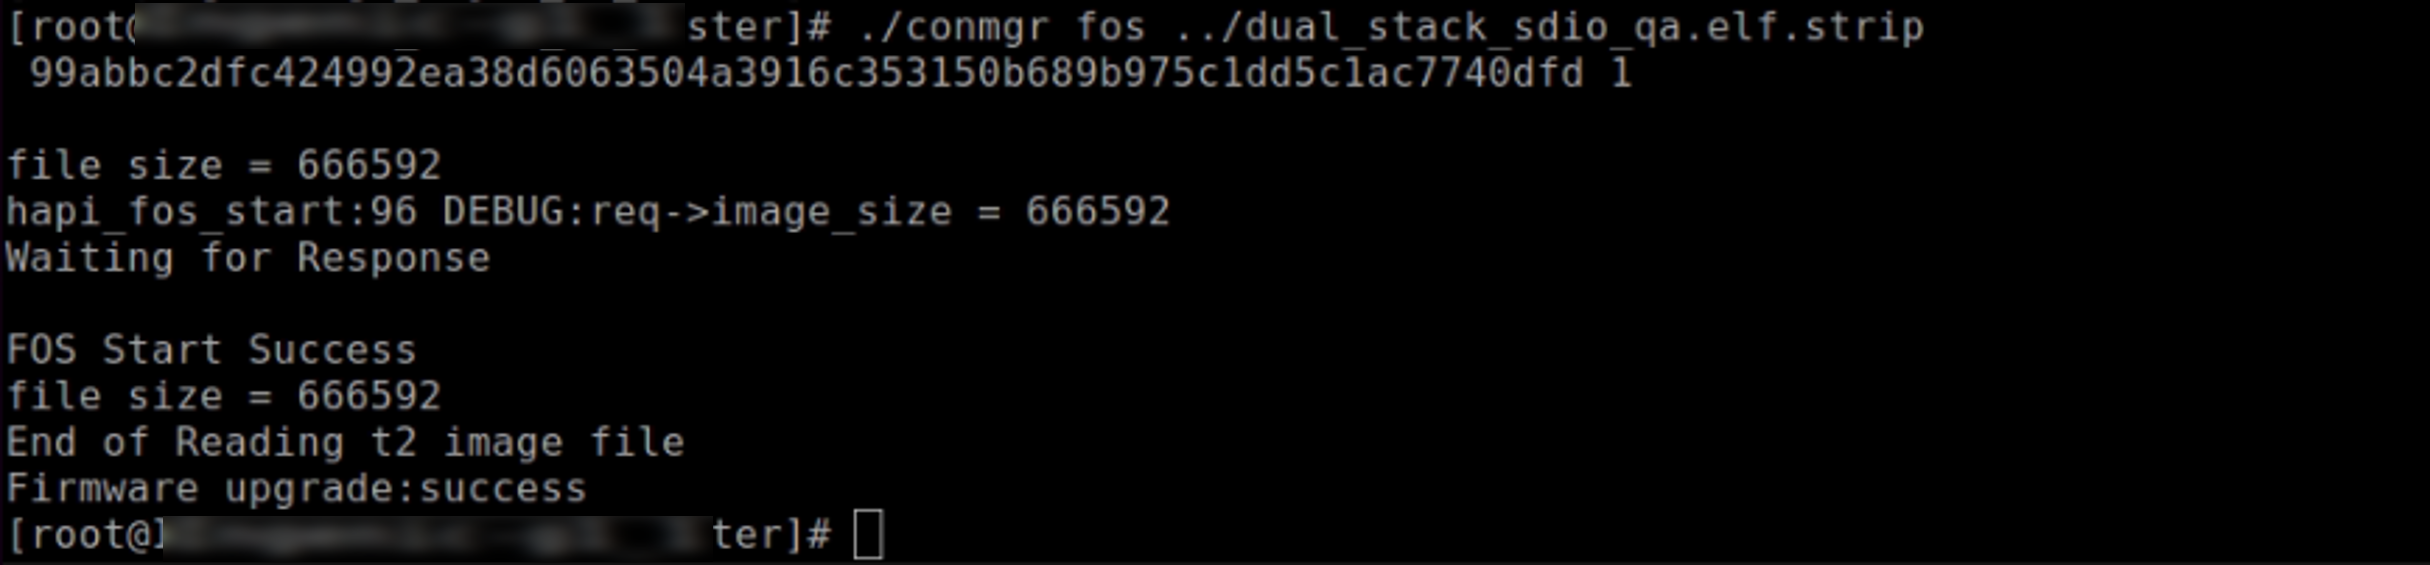 [root@ ster]# ./conmgr fos ../dual_stack_sdio_qa.elf.strip
99abbc2dfc424992ea38d6063504a3916c353150b689b975c1dd5c1ac7740dfd 1
file size = 666592
hapi_fos_start:96 DEBUG:req->image_size = 666592
Waiting for Response
FOS Start Success
file size = 666592
End of Reading t2 image file
Firmware upgrade:success
[root@ ter]#